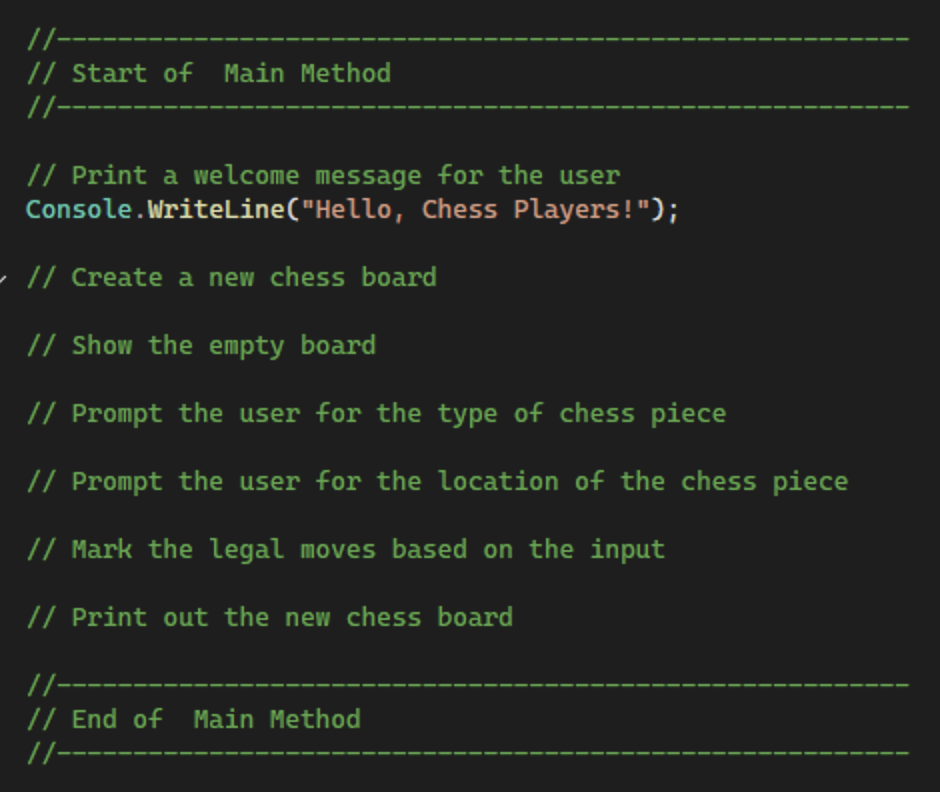 //--------------------------------------------------------
// Start of  Main Method
//--------------------------------------------------------
// Print a welcome message for the user
Console.WriteLine("Hello, Chess Players!");
// Create a new chess board
// Show the empty board
// Prompt the user for the type of chess piece
// Prompt the user for the location of the chess piece
// Mark the legal moves based on the input
// Print out the new chess board
//--------------------------------------------------------
// End of  Main Method
//--------------------------------------------------------